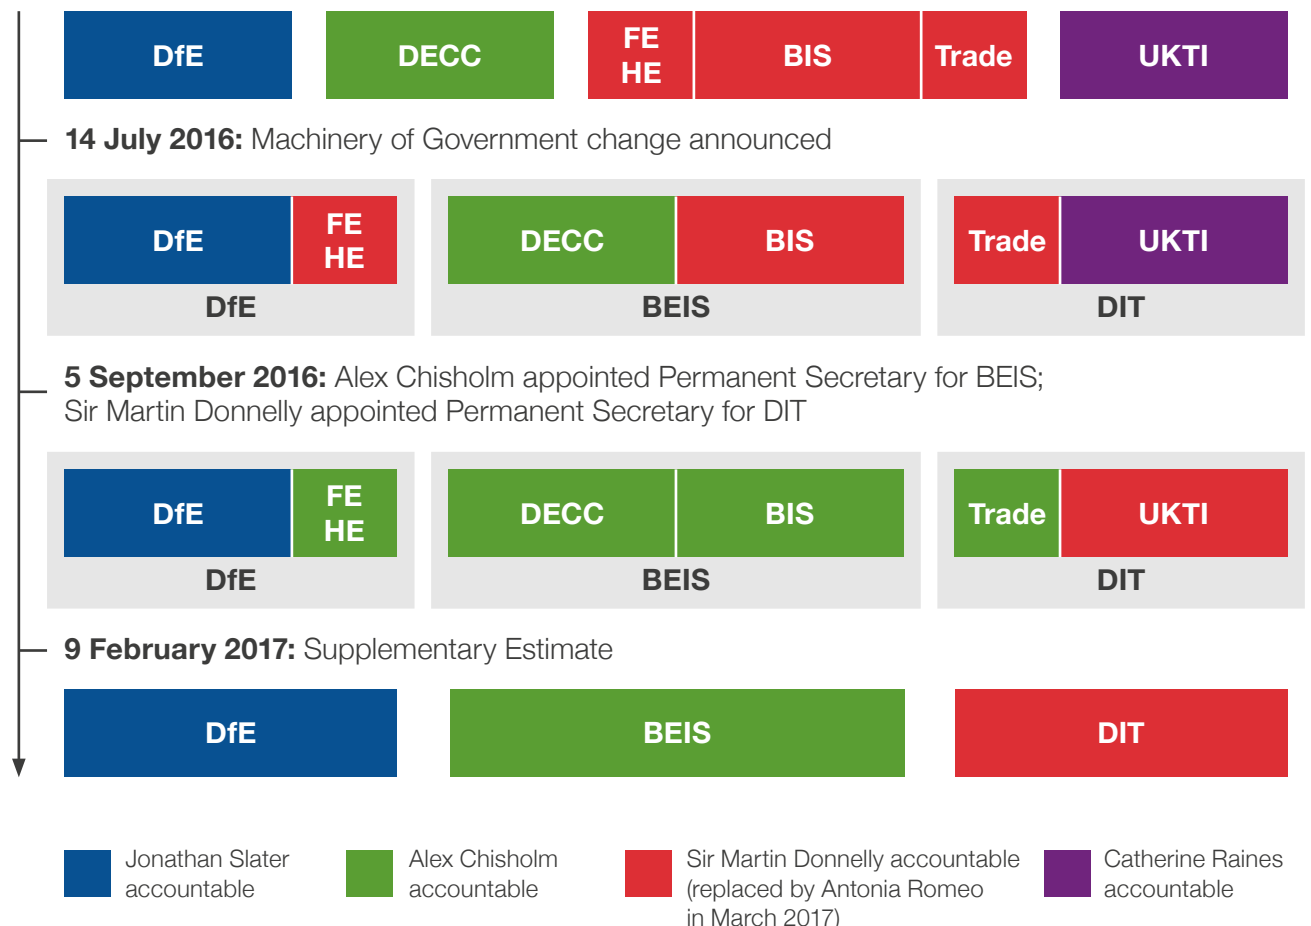 DfE
DECC
FE
HE
BIS
Trade
UKTI
14 July 2016: Machinery of Government change announced
DfE
FE
HE
DECC
BIS
Trade
UKTI
DfE
BEIS
DIT
5 September 2016: Alex Chisholm appointed Permanent Secretary for BEIS;
Sir Martin Donnelly appointed Permanent Secretary for DIT
DfE
FE
HE
DECC
BIS
Trade
UKTI
DfE
BEIS
DIT
9 February 2017: Supplementary Estimate
DfE
BEIS
DIT
Jonathan Slater
accountable
Alex Chisholm
accountable
Sir Martin Donnelly accountable
(replaced by Antonia Romeo
in March 2017)
Catherine Raines
accountable